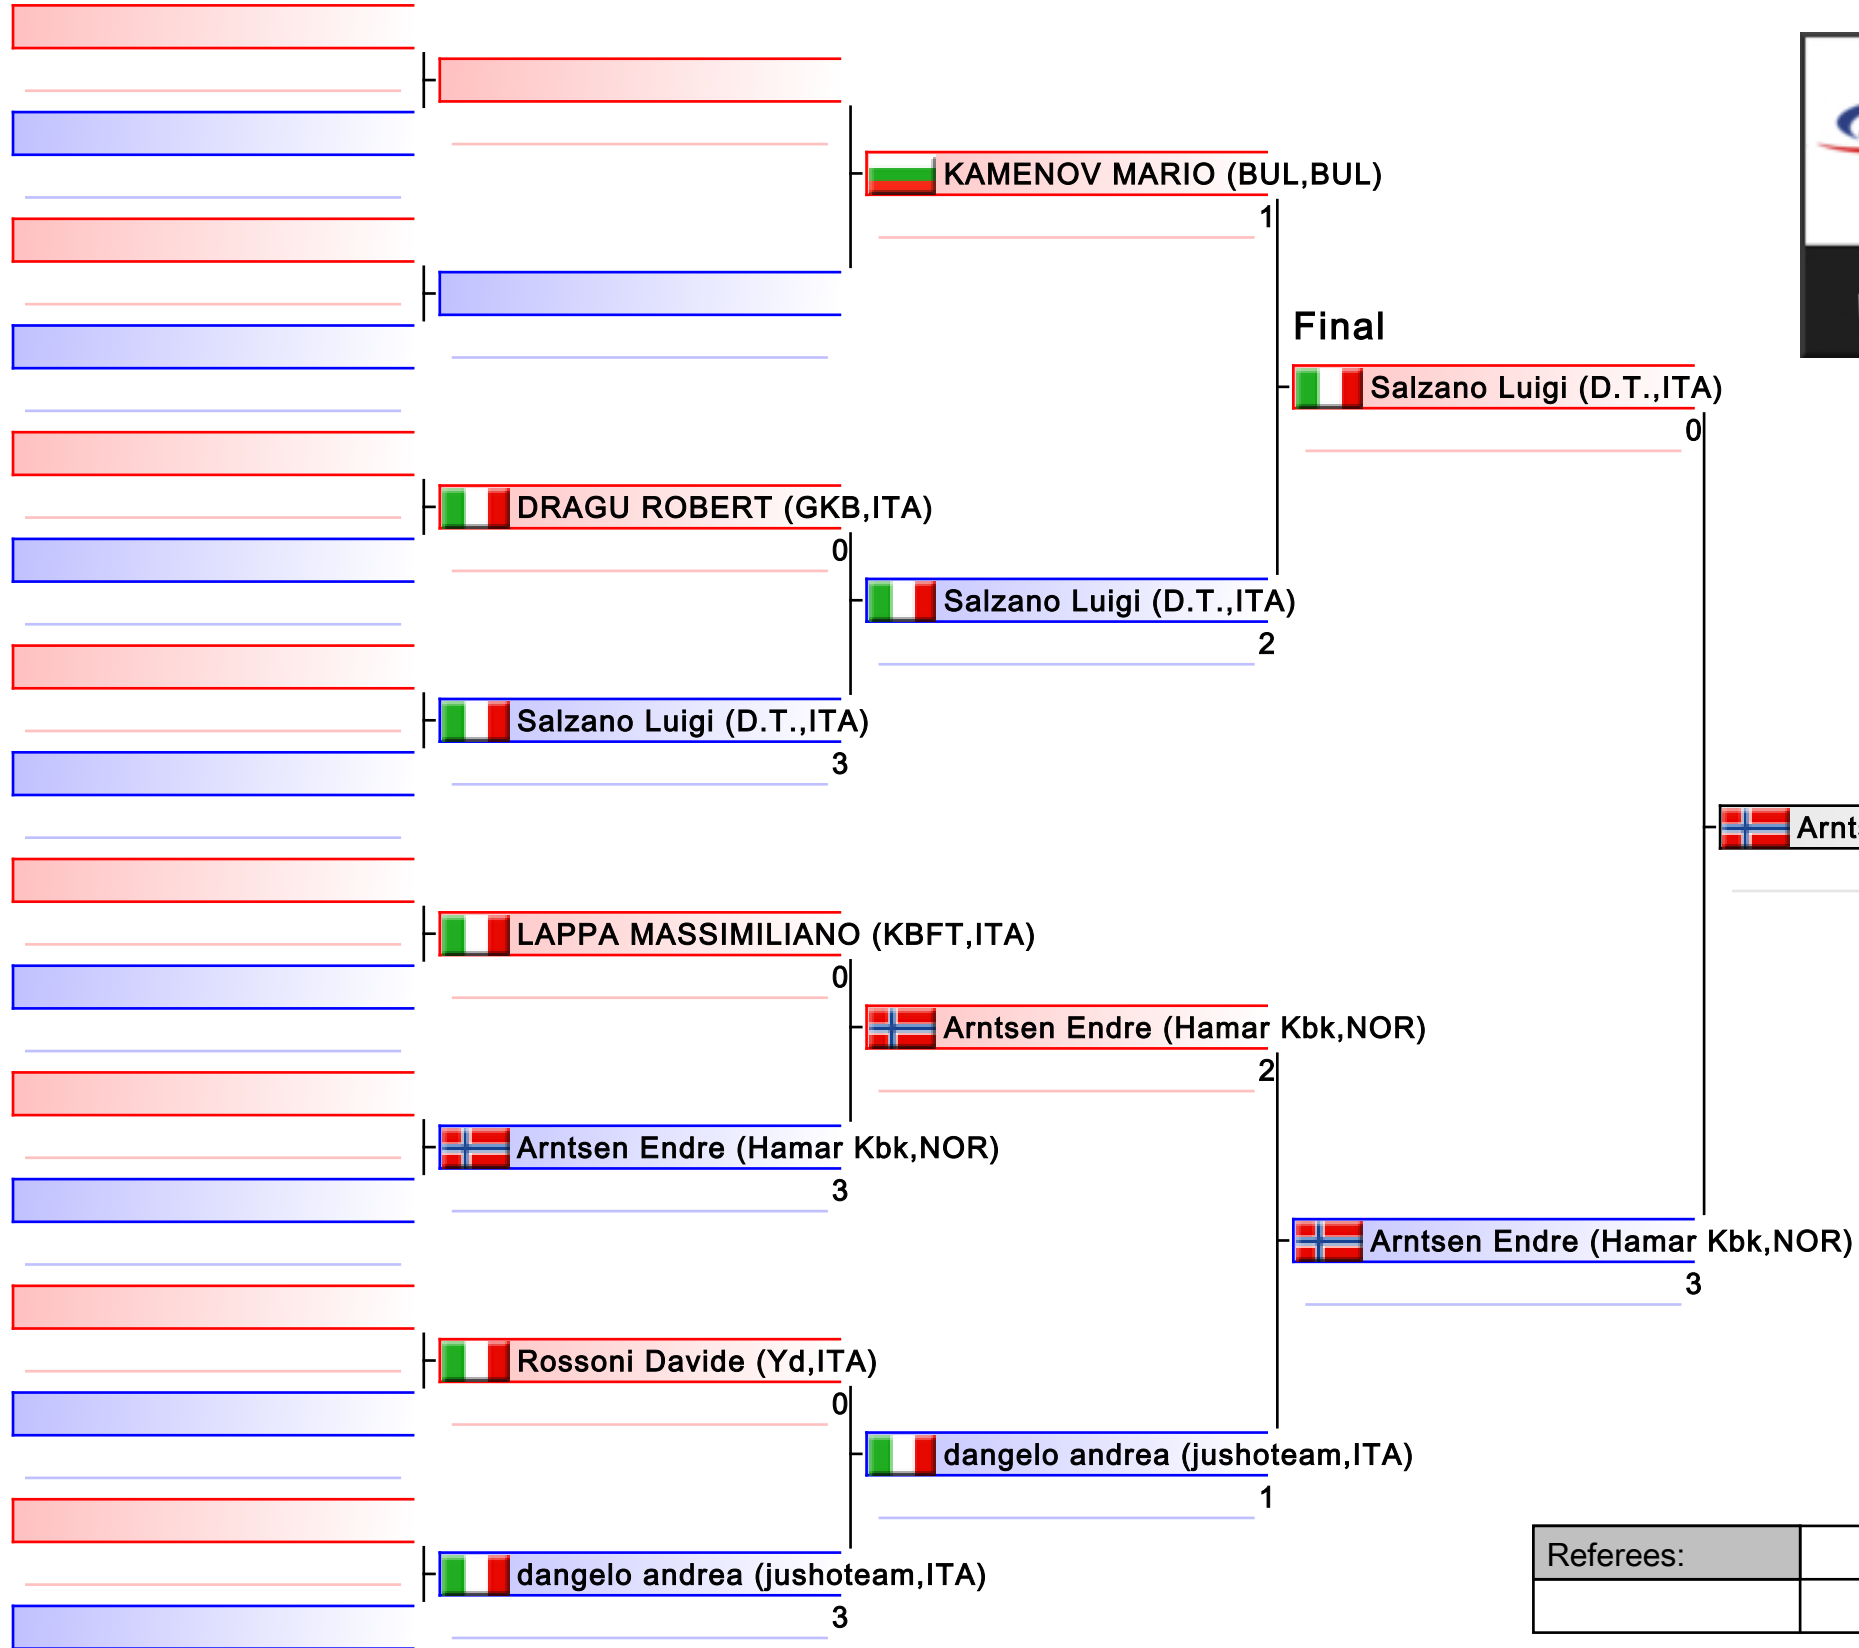 KAMENOV MARIO (BUL,BUL)
1
Final
Salzano Luigi (D.T.,ITA)
0
DRAGU ROBERT (GKB,ITA)
0
Salzano Luigi (D.T.,ITA)
2
Salzano Luigi (D.T.,ITA)
3
LAPPA MASSIMILIANO (KBFT,ITA)
0
Arntsen Endre (Hamar Kbk,NOR)
2
Arntsen Endre (Hamar Kbk,NOR)
3
Arntsen Endre (Hamar Kbk,NOR)
3
Rossoni Davide (Yd,ITA)
0
dangelo andrea (jushoteam,ITA)
1
dangelo andrea (jushoteam,ITA)
3
Referees: